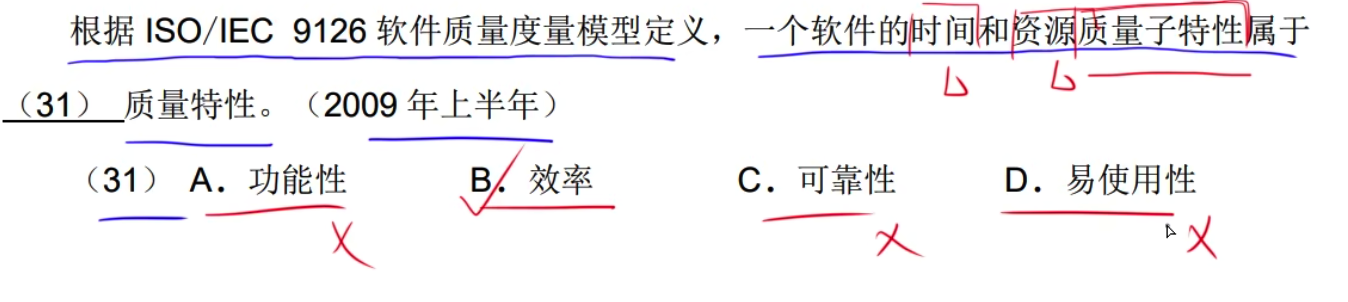 根据 ISO/IEC 9126 软件质量度量模型定义，一个软件的时间和资源质量子特性属于
（31） 质量特性。（2009 年上半年）
（31） A．功能性 B．效率 C．可靠性 D．易使用性